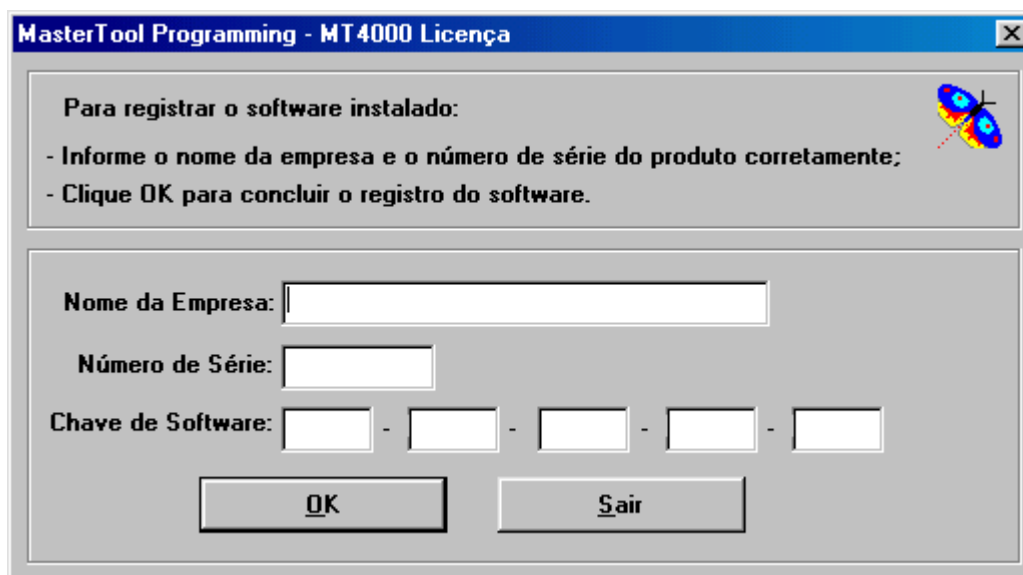 MasterTool Programming - MT4000 Licença
Para registrar o software instalado:
- Informe o nome da empresa e o número de série do produto corretamente;
- Clique OK para concluir o registro do software.
Nome da Empresa:
Número de Série:
Chave de Software: - - - -
OK Sair